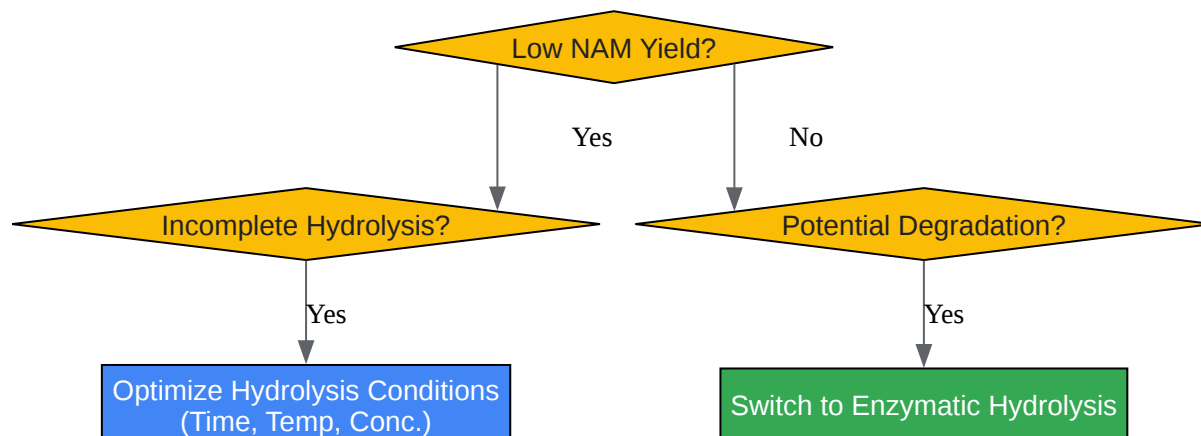 Low NAM Yield?
Yes
No
Incomplete Hydrolysis?
Potential Degradation?
Yes
Yes
Optimize Hydrolysis Conditions
(Time, Temp, Conc.)
Switch to Enzymatic Hydrolysis